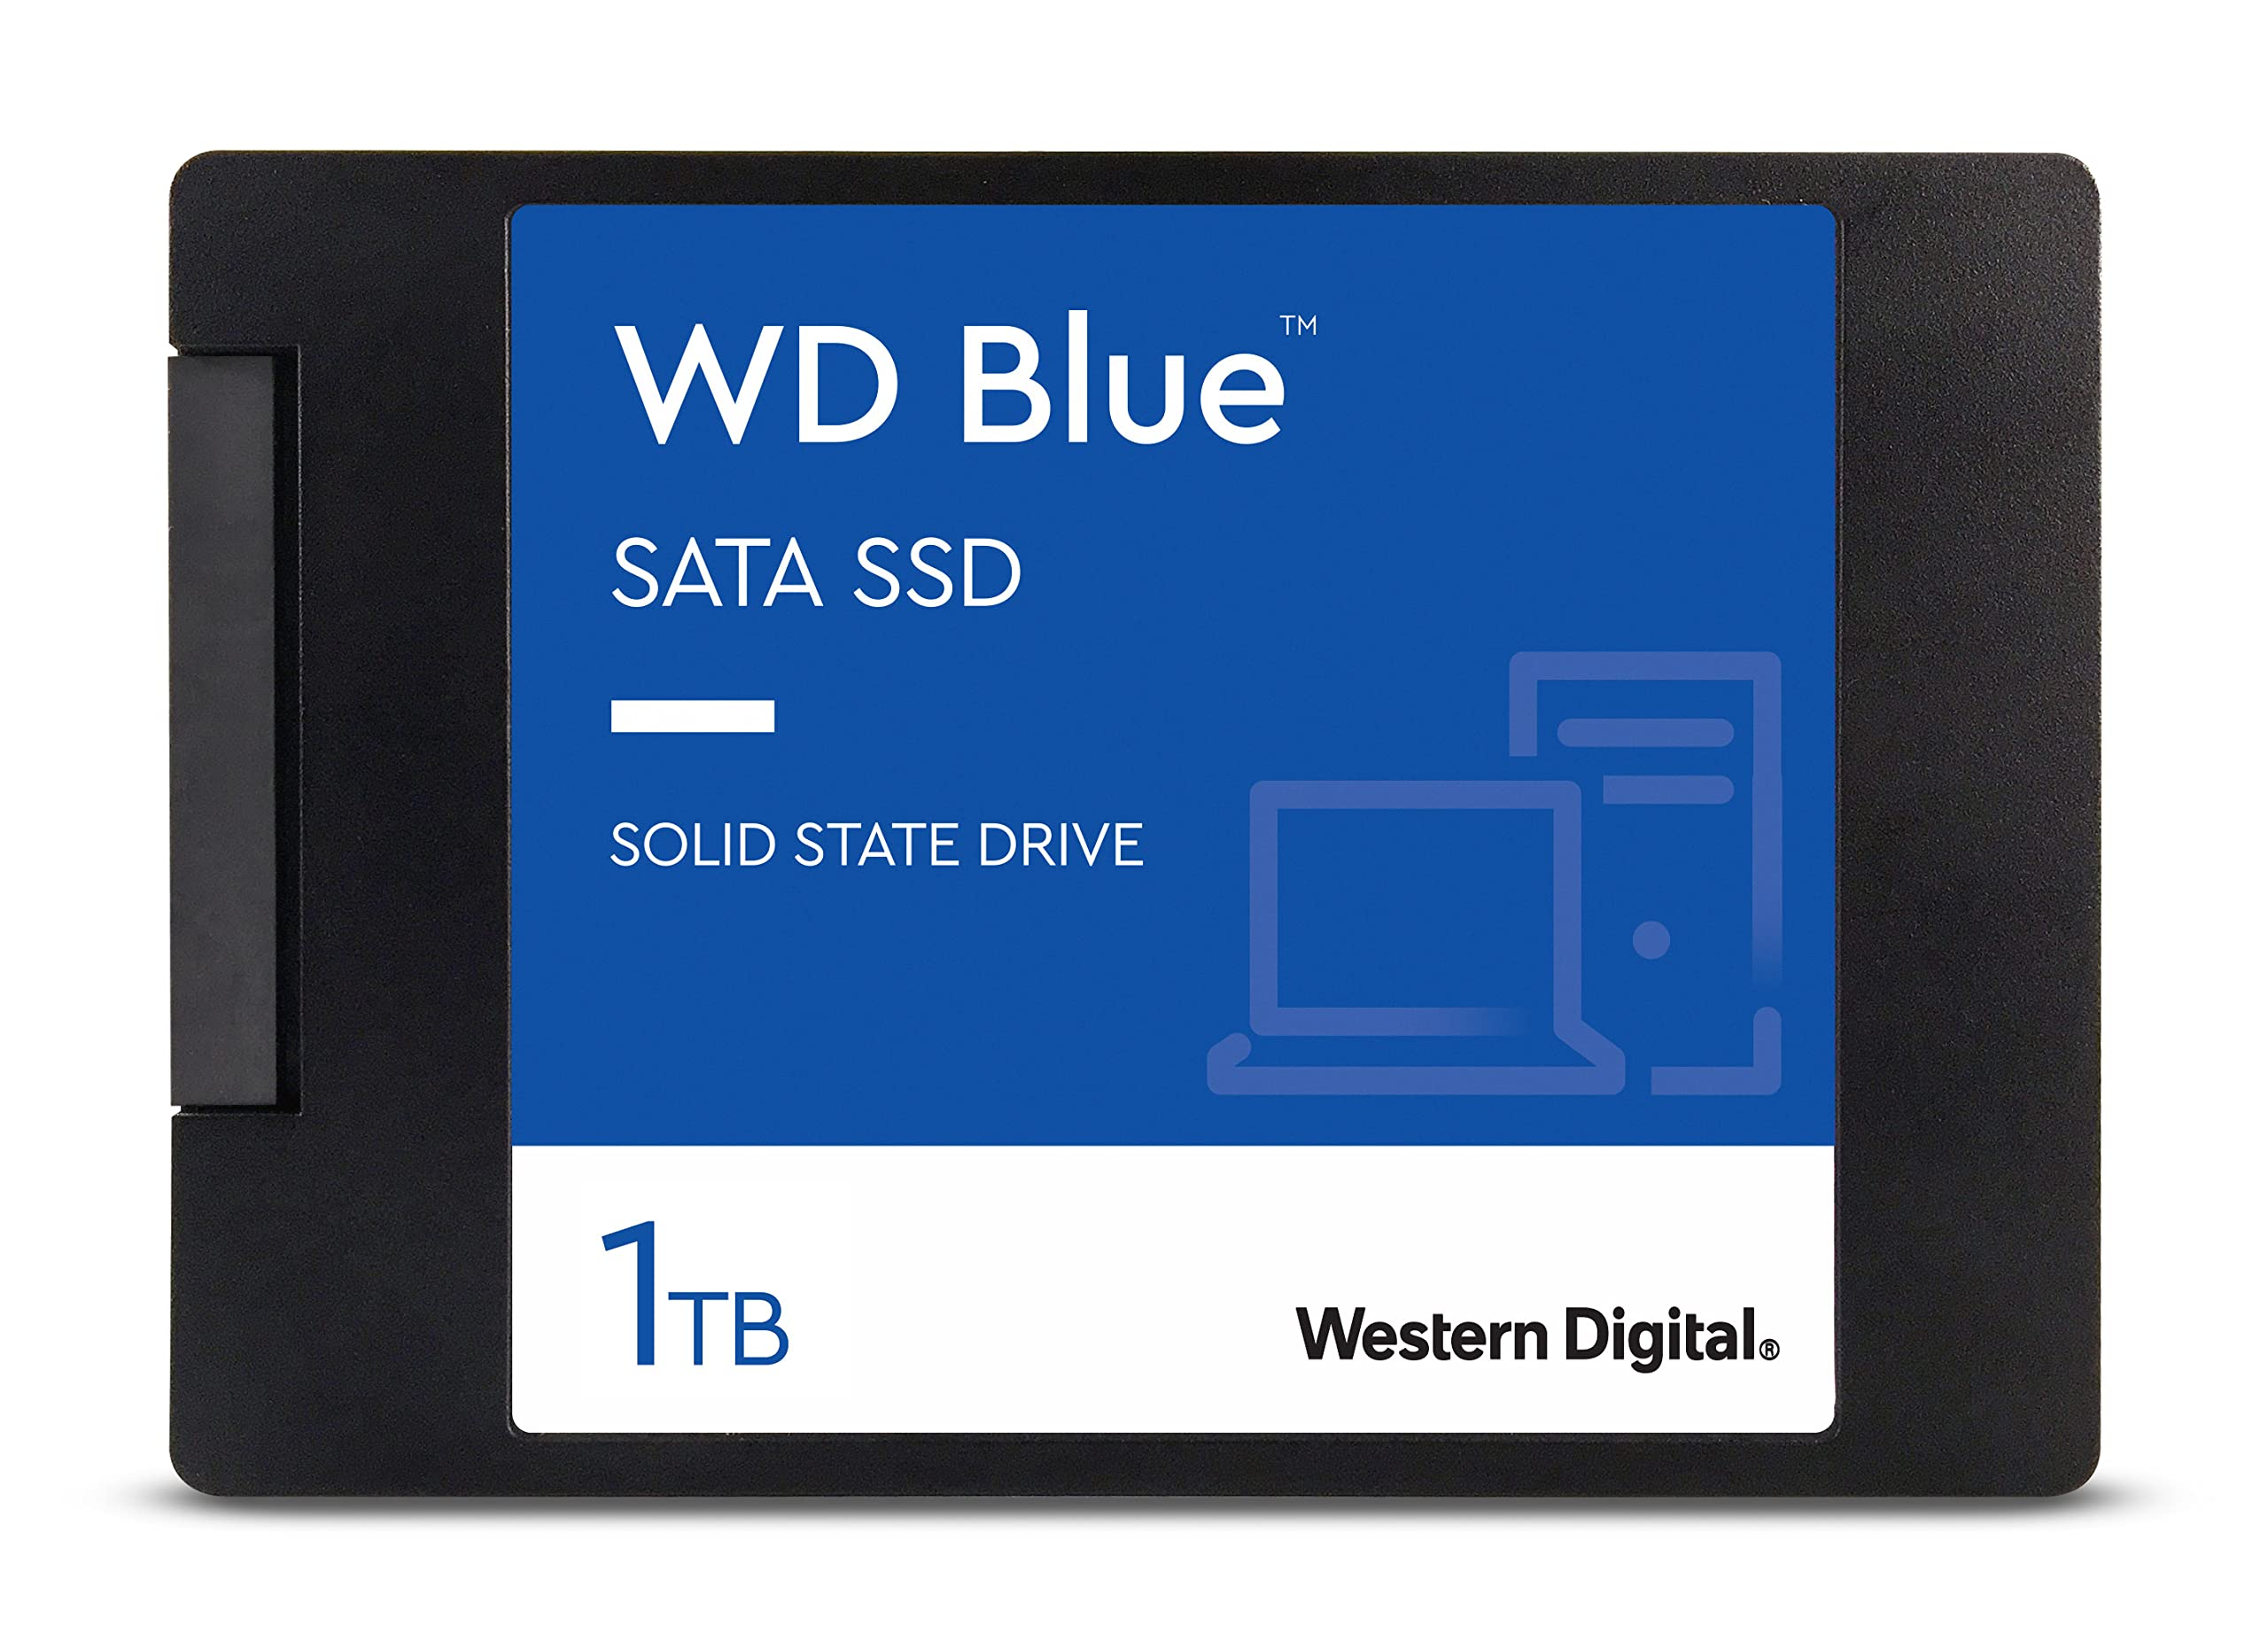 WD Blue™
SATA SSD
SOLID STATE DRIVE
1TB
Western Digital®